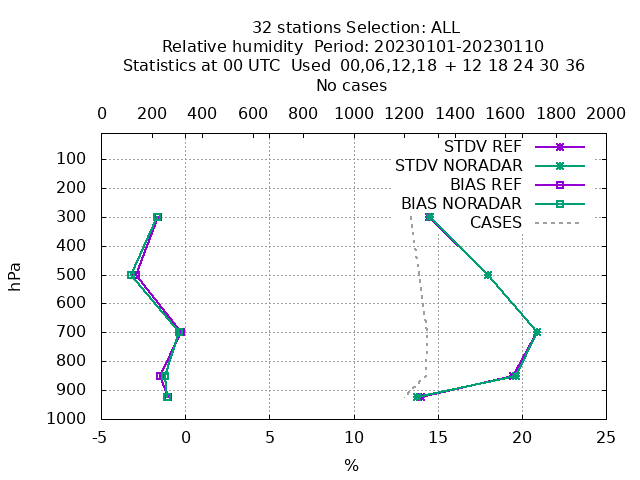 32 stations Selection: ALL
Relative humidity  Period: 20230101-20230110
Statistics at 00 UTC  Used  00,06,12,18  + 12 18 24 30 36
No cases
0 200 400 600 800 1000 1200 1400 1600 1800 2000
STDV REF
STDV NORADAR
BIAS REF
BIAS NORADAR
CASES
100
200
300
400
500
600
700
800
900
1000
hPa
-5 0 5 10 15 20 25
%